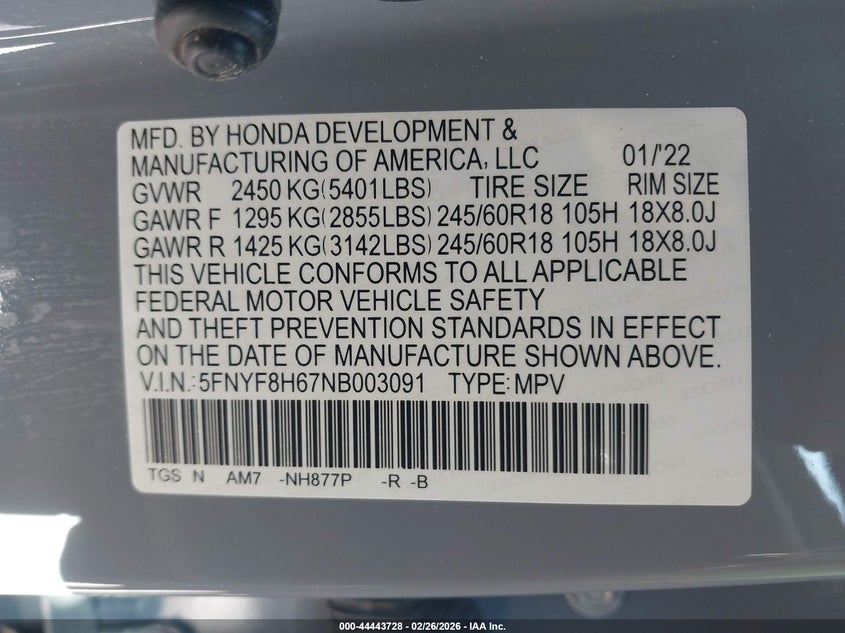 MFD. BY HONDA DEVELOPMENT &
MANUFACTURING OF AMERICA, LLC 01/'22
GVWR 2450 KG(5401LBS) TIRE SIZE RIM SIZE
GAWR F 1295 KG(2855LBS) 245/60R18 105H 18X8.0J
GAWR R 1425 KG(3142LBS) 245/60R18 105H 18X8.0J
THIS VEHICLE CONFORMS TO ALL APPLICABLE
FEDERAL MOTOR VEHICLE SAFETY
AND THEFT PREVENTION STANDARDS IN EFFECT
ON THE DATE OF MANUFACTURE SHOWN ABOVE.
V.I.N.:5FNYF8H67NB003091 TYPE:MPV
TGS N AM7 -NH877P -R -B
000-44443728 - 02/26/2026 - IAA Inc.